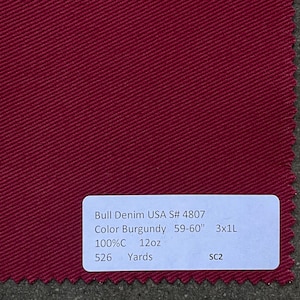 Bull Denim USA S# 4807
Color Burgundy 59-60" 3x1L
100%C 12oz
526 Yards SC2